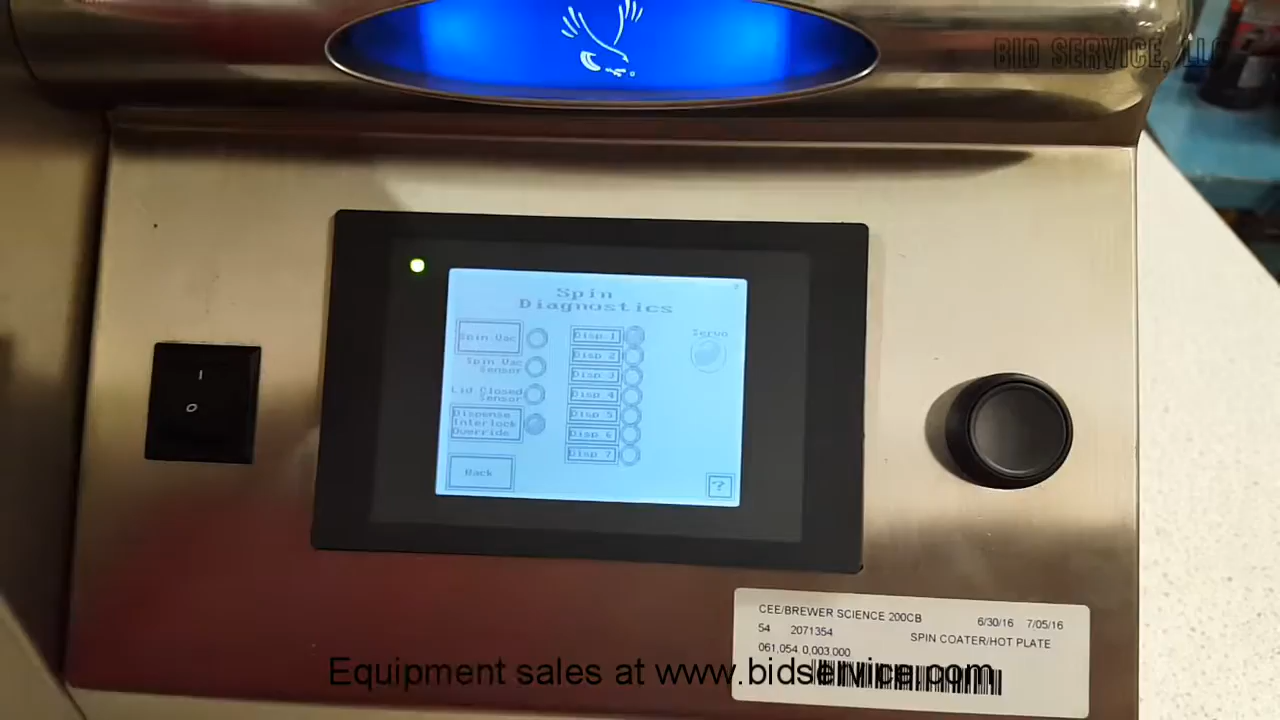 BID SERVICE, LLC
Spin
Diagnostics
Spin Vac
Spin Vac
Sensor
Lid Closed
Sensor
Dispense
Interlock
Override
Back
Disp 1
Disp 2
Disp 3
Disp 4
Disp 5
Disp 6
Disp 7
Servo
?
I
O
CEE/BREWER SCIENCE 200CB
6/30/16 7/05/16
54 2071354
SPIN COATER/HOT PLATE
061,054.0,003.000
Equipment sales at www.bidservice.com